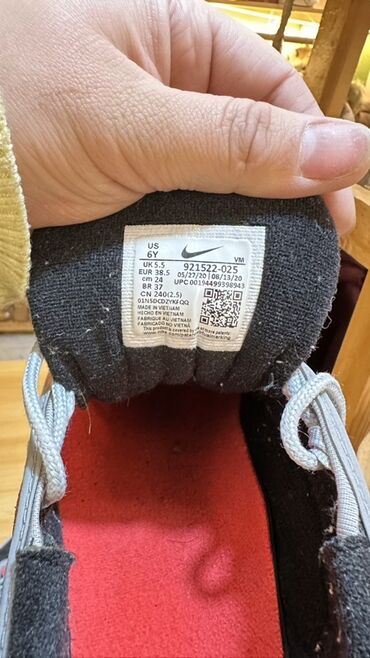 US
6Y
VM
UK 5.5
921522-025
EUR 38.5
05/27/20 08/13/20
cm 24
UPC 00194499398943
BR 37
CN 240(2.5)
01N5DCDZYKFQQ
MADE IN VIETNAM
HECHO EN VIETNAM
FABRIQUE AU VIETNAM
FABRICADO NO VIETNÃ